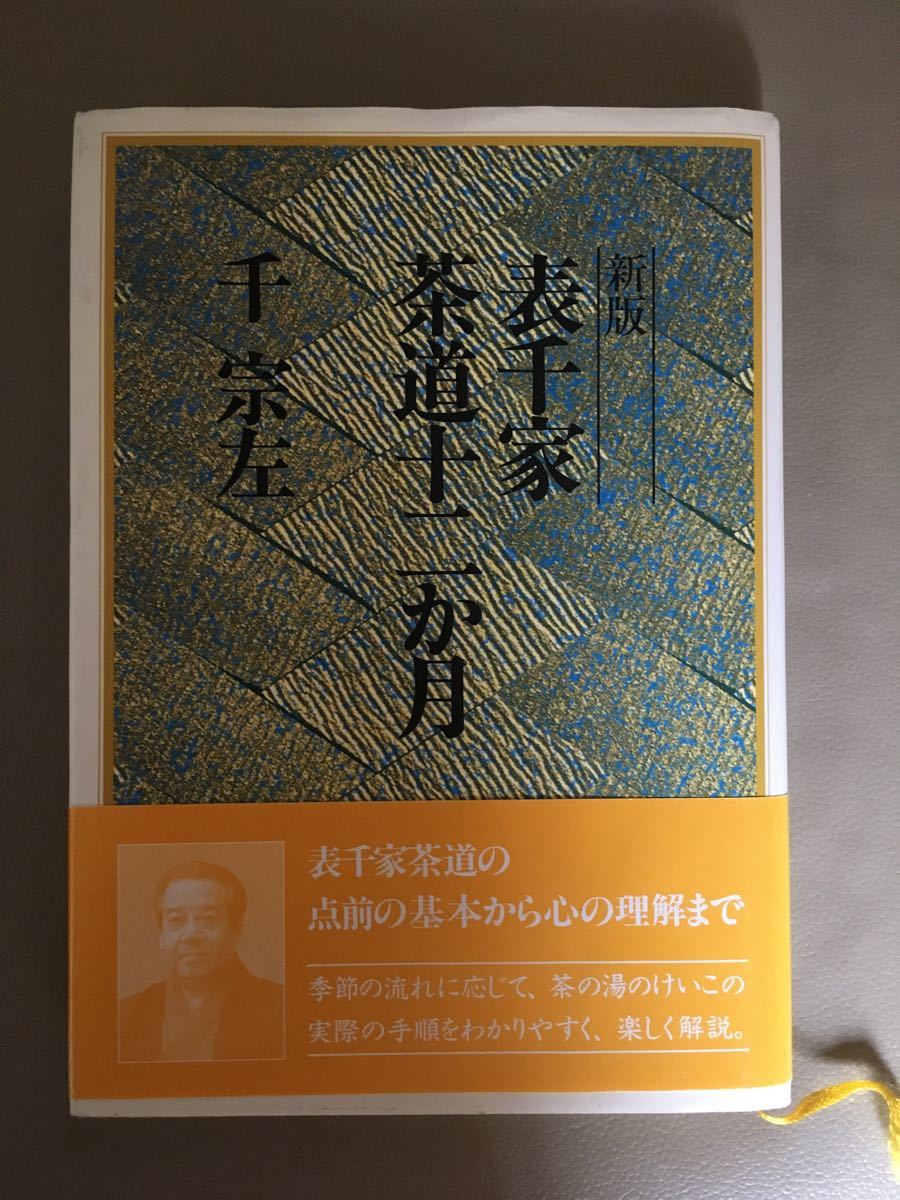 新版
表千家
茶道十二か月
千 宗左
表千家茶道の
点前の基本から心の理解まで
季節の流れに応じて、茶の湯のけいこの
実際の手順をわかりやすく、楽しく解説。